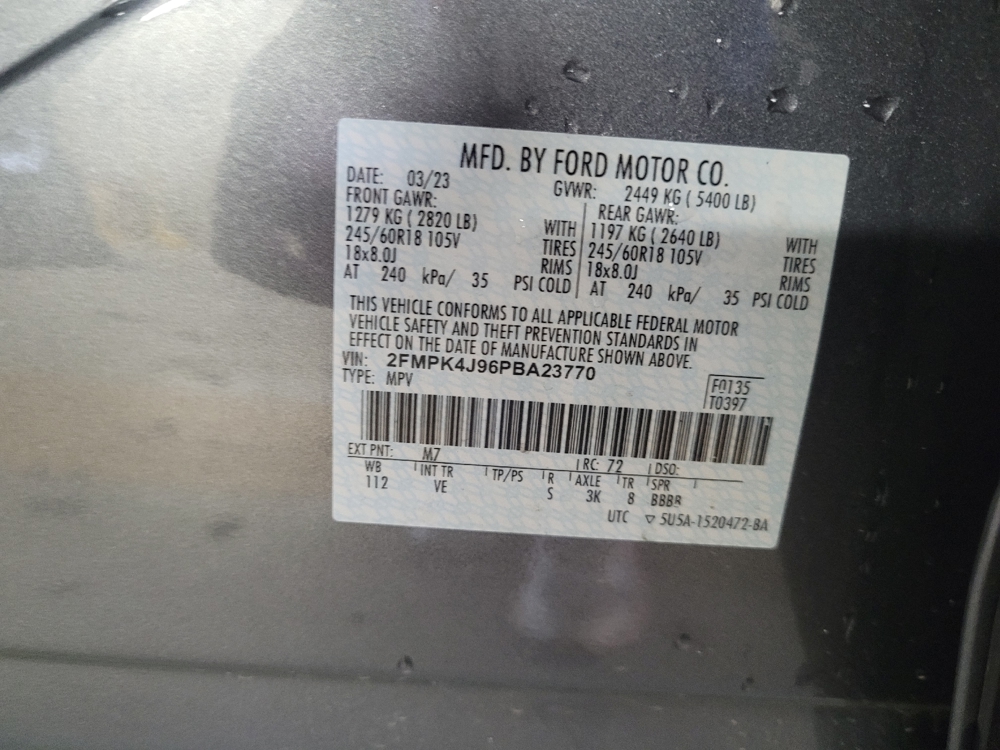 MFD. BY FORD MOTOR CO.
DATE: 03/23 GVWR: 2449 KG ( 5400 LB)
FRONT GAWR: REAR GAWR:
1279 KG ( 2820 LB) WITH 1197 KG ( 2640 LB) WITH
245/60R18 105V TIRES 245/60R18 105V TIRES
18x8.0J RIMS 18x8.0J RIMS
AT 240 kPa/ 35 PSI COLD AT 240 kPa/ 35 PSI COLD
THIS VEHICLE CONFORMS TO ALL APPLICABLE FEDERAL MOTOR
VEHICLE SAFETY AND THEFT PREVENTION STANDARDS IN
EFFECT ON THE DATE OF MANUFACTURE SHOWN ABOVE.
VIN: 2FMPK4J96PBA23770
TYPE: MPV
F0135
T0397
EXT PNT: M7 RC: 72 DSO:
WB INT TR TP/PS R AXLE TR SPR
112 VE S 3K 8 BBBB
UTC ▽ 5U5A-1520472-BA